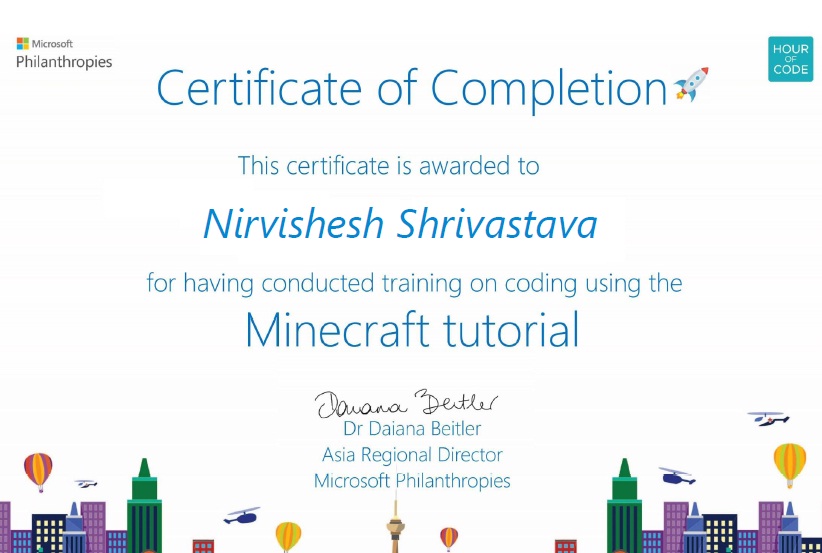 Microsoft
Philanthropies
HOUR
OF
CODE
Certificate of Completion
This certificate is awarded to
Nirvishesh Shrivastava
for having conducted training on coding using the
Minecraft tutorial
Daiana Beitler
Dr Daiana Beitler
Asia Regional Director
Microsoft Philanthropies